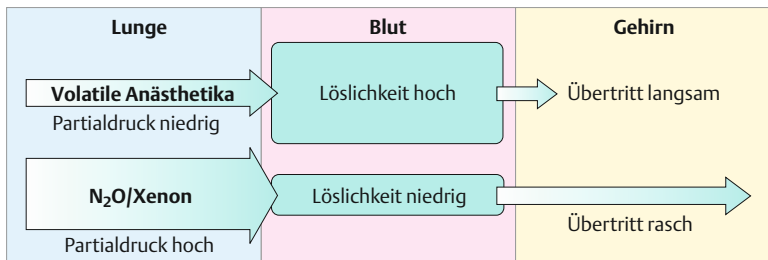 Lunge
Blut
Gehirn
Volatile Anästhetika
Partialdruck niedrig
Löslichkeit hoch
Übertritt langsam
N₂O/Xenon
Partialdruck hoch
Löslichkeit niedrig
Übertritt rasch